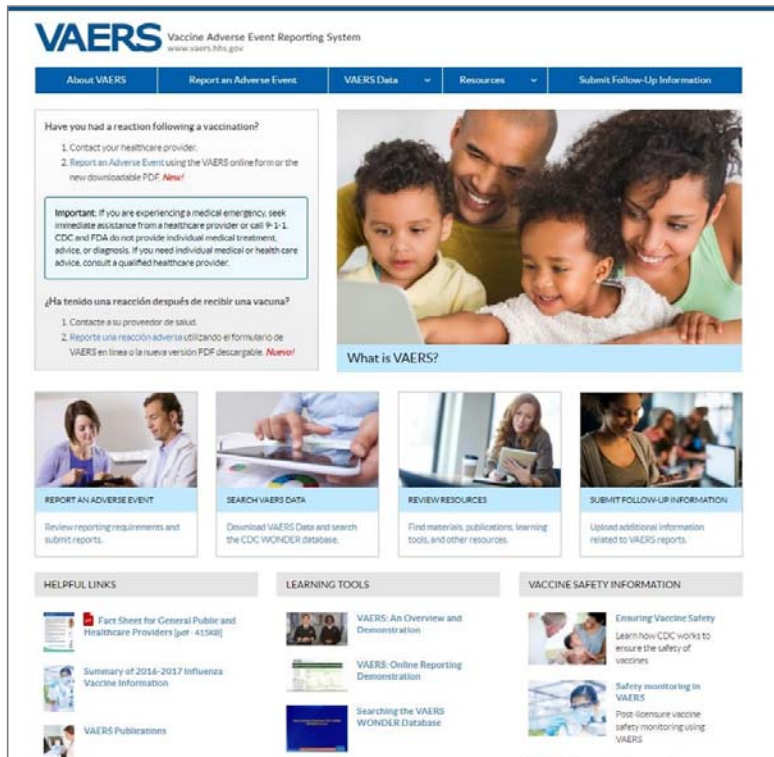 VAERS
Vaccine Adverse Event Reporting System
www.vaers.hhs.gov
About VAERS
Report an Adverse Event
VAERS Data
Resources
Submit Follow-Up Information
Have you had a reaction following a vaccination?
1. Contact your healthcare provider.
2. Report an Adverse Event using the VAERS online form or the
new downloadable PDF. New!
Important: If you are experiencing a medical emergency, seek
immediate assistance from a healthcare provider or call 9-1-1.
CDC and FDA do not provide individual medical treatment,
advice, or diagnosis. If you need individual medical or health care
advice, consult a qualified healthcare provider.
¿Ha tenido una reacción después de recibir una vacuna?
1. Contacte a su proveedor de salud.
2. Reporte una reacción adversa utilizando el formulario de
VAERS en línea o la nueva versión PDF descargable. Nuevo!
What is VAERS?
REPORT AN ADVERSE EVENT
Review reporting requirements and
submit reports.
SEARCH VAERS DATA
Download VAERS Data and search
the CDC WONDER database.
REVIEW RESOURCES
Find materials, publications, learning
tools, and other resources.
SUBMIT FOLLOW-UP INFORMATION
Upload additional information
related to VAERS reports.
HELPFUL LINKS
Fact Sheet for General Public and
Healthcare Providers [pdf - 415KB]
Summary of 2016-2017 Influenza
Vaccine Information
VAERS Publications
LEARNING TOOLS
VAERS: An Overview and
Demonstration
VAERS: Online Reporting
Demonstration
Searching the VAERS
WONDER Database
VACCINE SAFETY INFORMATION
Ensuring Vaccine Safety
Learn how CDC works to
ensure the safety of
vaccines
Safety monitoring in
VAERS
Post-licensure vaccine
safety monitoring using
VAERS